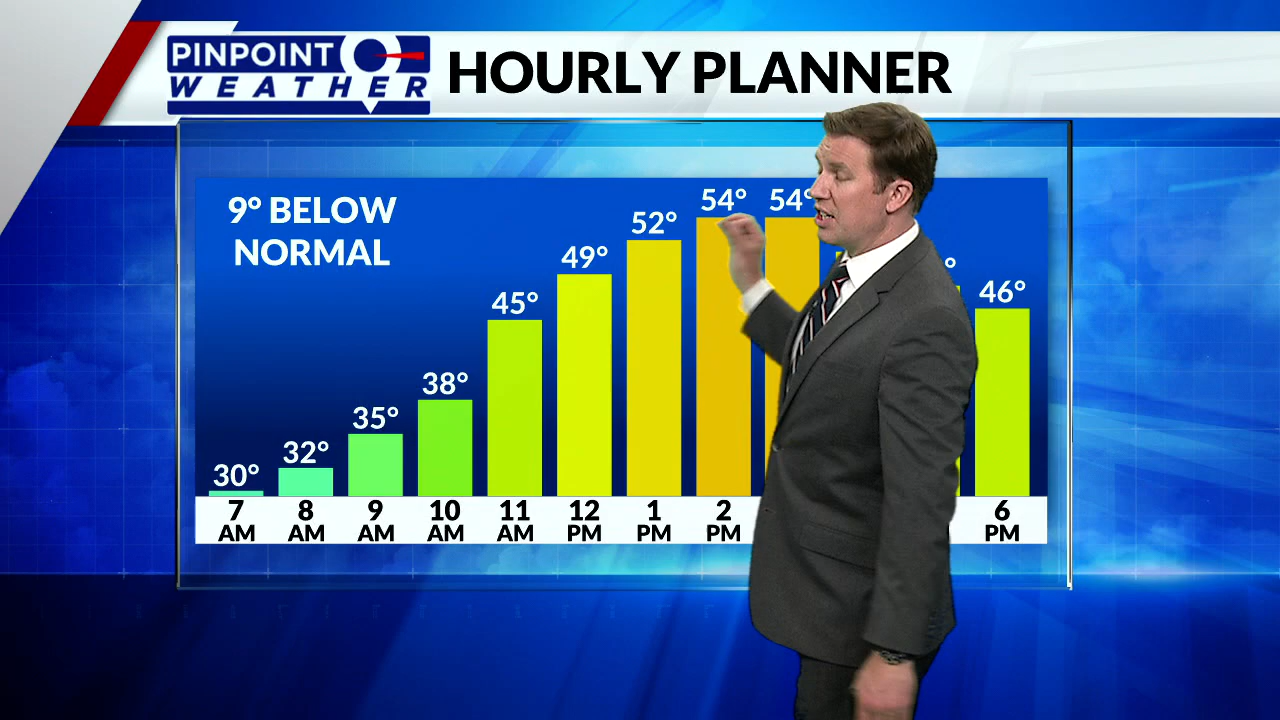 PINPOINT
WEATHER
HOURLY PLANNER
9° BELOW
NORMAL
30° 32° 35° 38° 45° 49° 52° 54° 54° ° 46°
7 8 9 10 11 12 1 2 6
AM AM AM AM AM PM PM PM PM